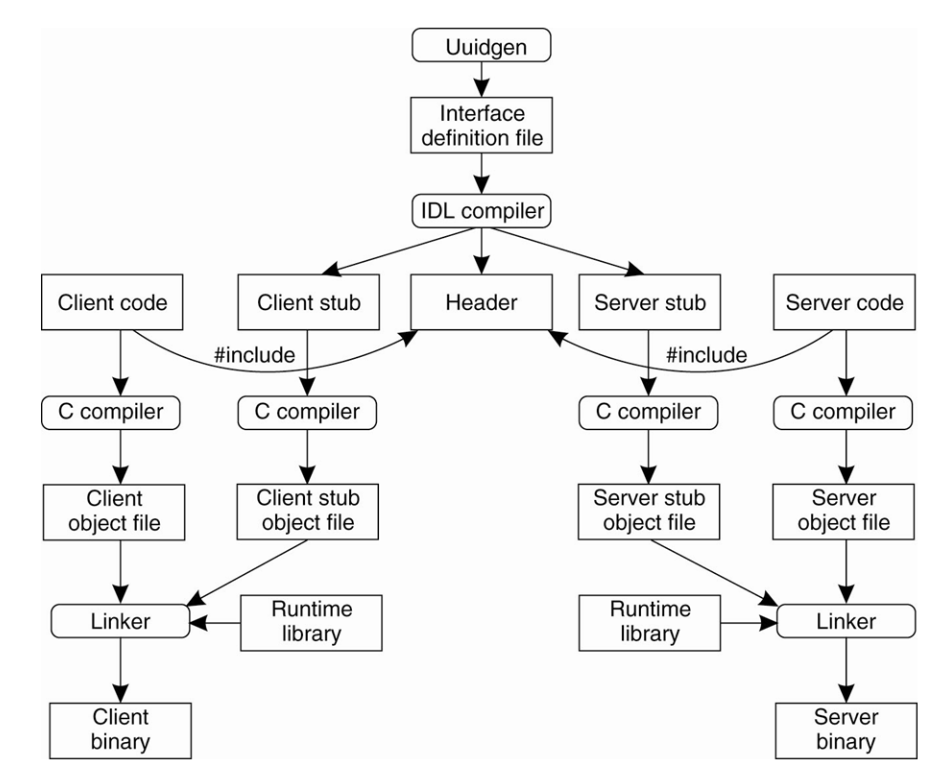 Uuidgen
Interface
definition file
IDL compiler
Client code
Client stub
Header
Server stub
Server code
#include
#include
C compiler
C compiler
C compiler
C compiler
Client
object file
Client stub
object file
Server stub
object file
Server
object file
Linker
Runtime
library
Runtime
library
Linker
Client
binary
Server
binary